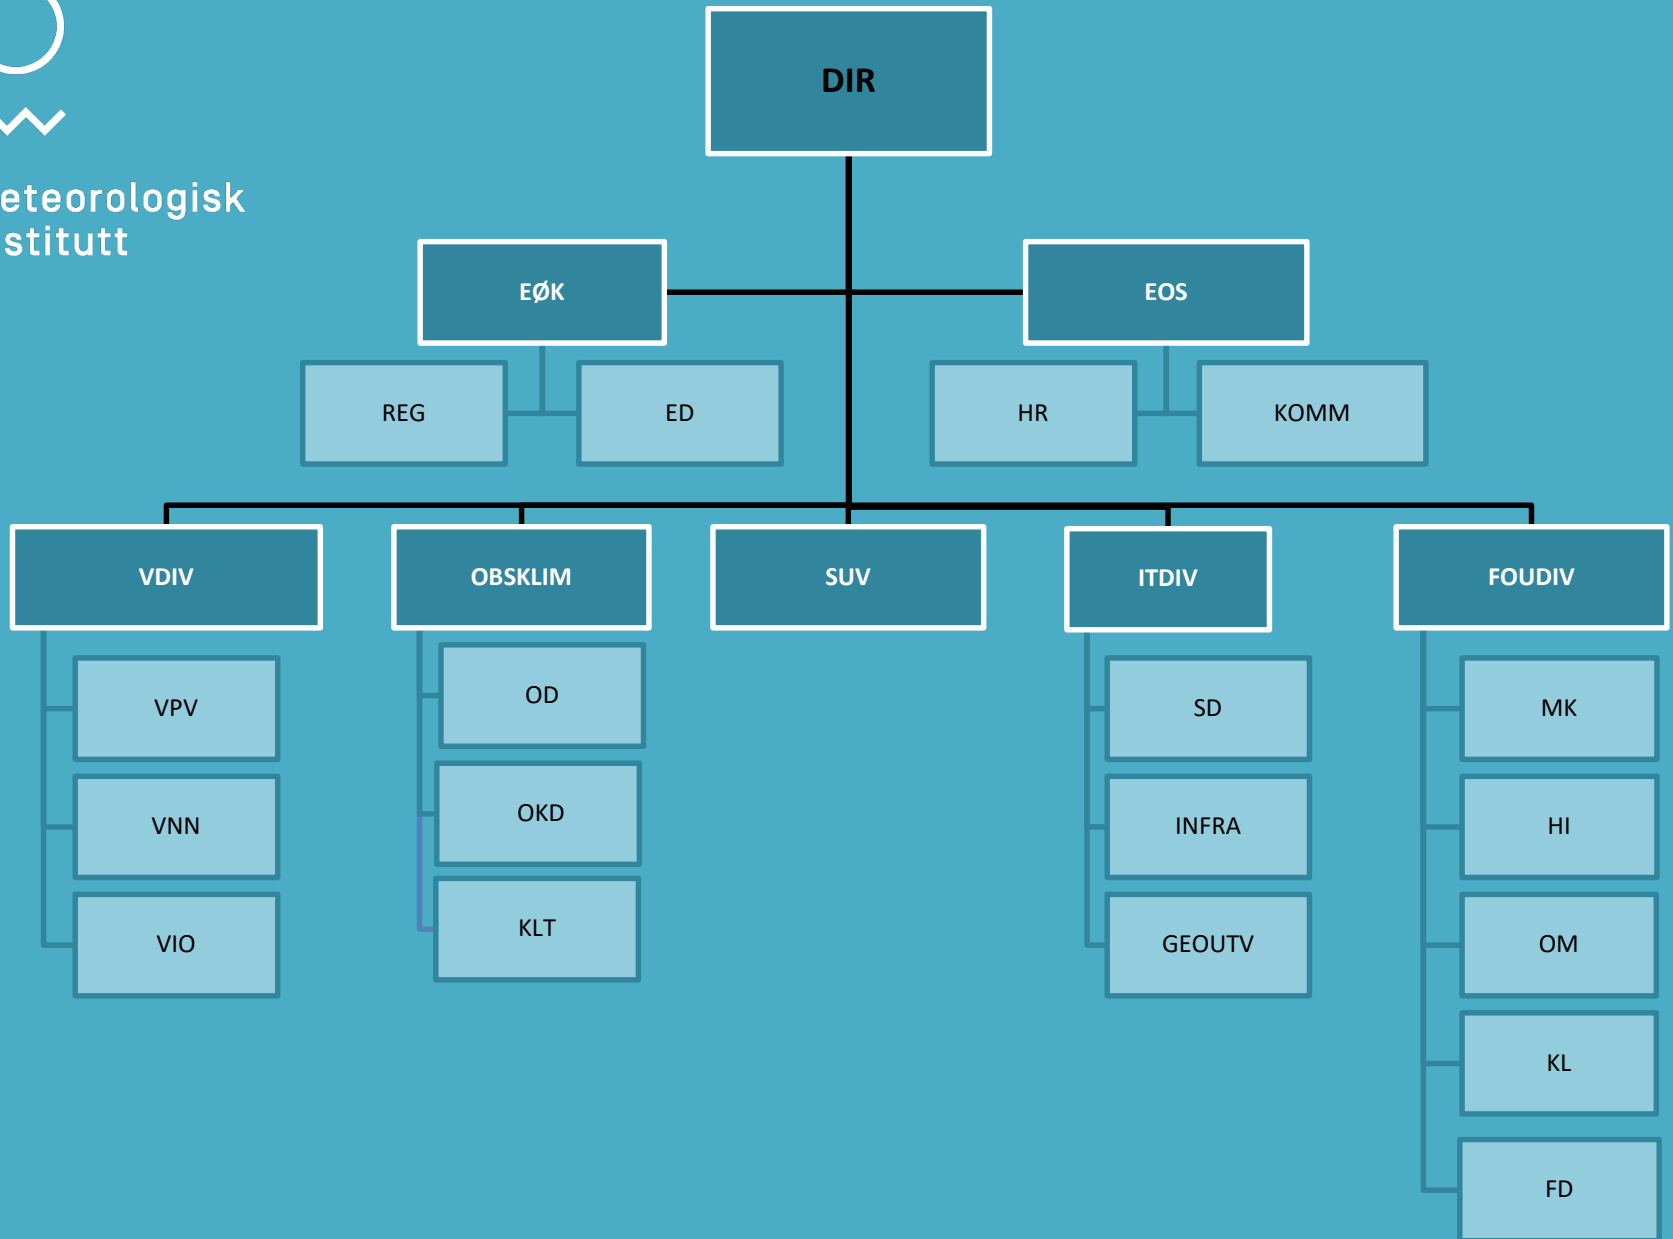 DIR
eteorologisk
stitutt
EØK
EOS
REG
ED
HR
KOMM
VDIV
OBSKLIM
SUV
ITDIV
FOUDIV
VPV
OD
SD
MK
VNN
OKD
INFRA
HI
VIO
KLT
GEOUTV
OM
KL
FD